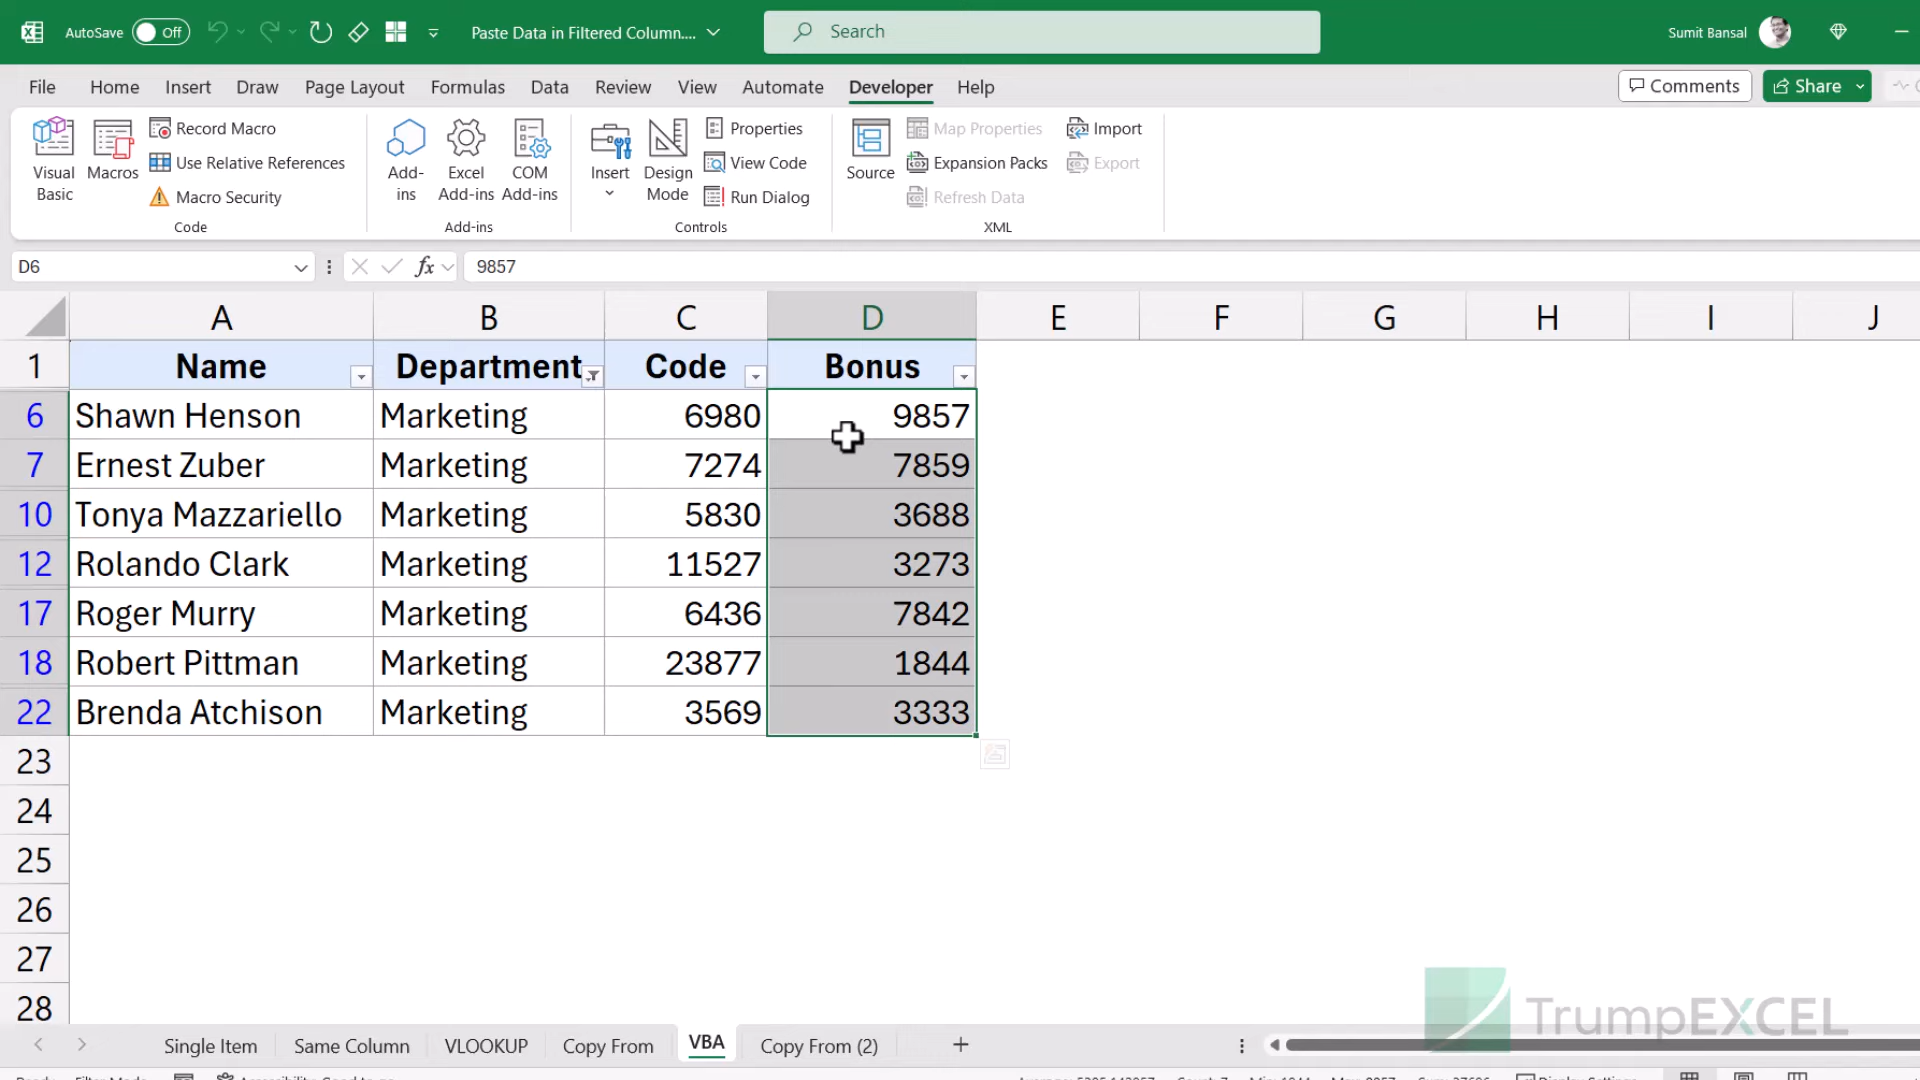 AutoSave Off Paste Data in Filtered Column.... Search Sumit Bansal
File Home Insert Draw Page Layout Formulas Data Review View Automate Developer Help Comments Share
Visual Basic
Macros
Record Macro
Use Relative References
Macro Security
Code
Add-ins
Excel Add-ins
COM Add-ins
Add-ins
Insert
Design Mode
Properties
View Code
Run Dialog
Controls
Source
Map Properties
Expansion Packs
Refresh Data
Import
Export
XML
D6 fx 9857
A B C D E F G H I J
1 Name Department Code Bonus
6 Shawn Henson Marketing 6980 9857
7 Ernest Zuber Marketing 7274 7859
10 Tonya Mazzariello Marketing 5830 3688
12 Rolando Clark Marketing 11527 3273
17 Roger Murry Marketing 6436 7842
18 Robert Pittman Marketing 23877 1844
22 Brenda Atchison Marketing 3569 3333
23
24
25
26
27
28
TrumpEXCEL
Single Item Same Column VLOOKUP Copy From VBA Copy From (2)